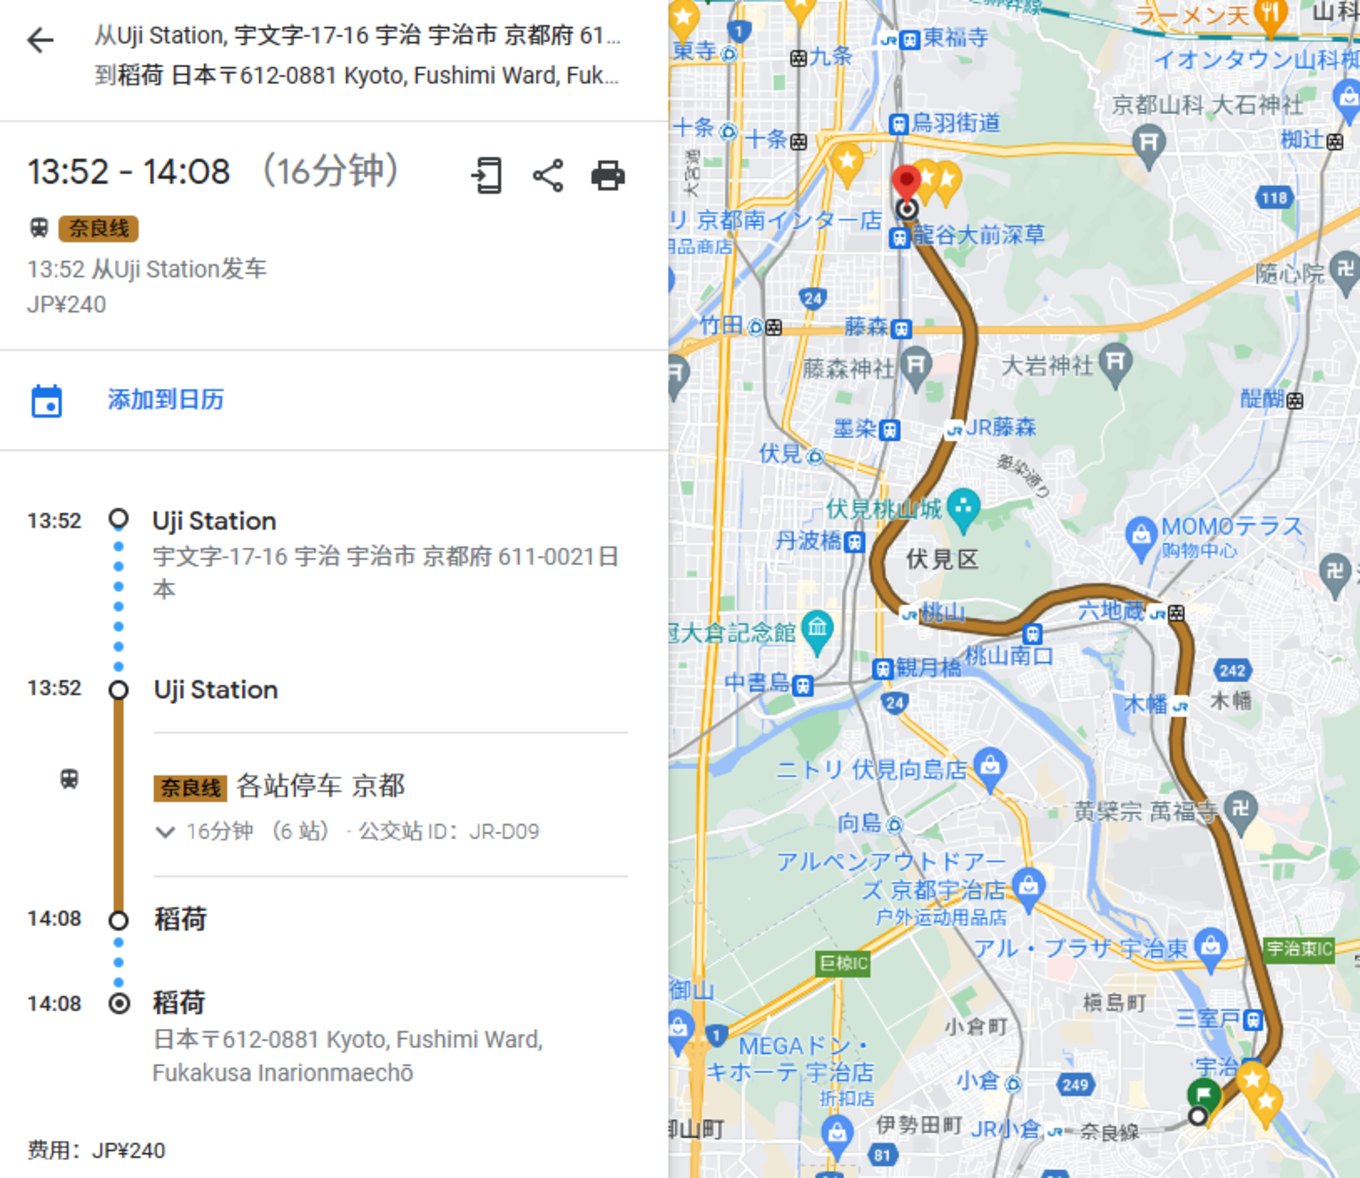 从Uji Station, 宇文字-17-16 宇治 宇治市 京都府 61...
到稻荷 日本〒612-0881 Kyoto, Fushimi Ward, Fuk...
13:52 - 14:08 （16分钟）
奈良线
13:52 从Uji Station发车
JP¥240
添加到日历
13:52 Uji Station
宇文字-17-16 宇治 宇治市 京都府 611-0021日
本
13:52 Uji Station
奈良线 各站停车 京都
16分钟 （6 站） · 公交站 ID：JR-D09
14:08 稻荷
14:08 稻荷
日本〒612-0881 Kyoto, Fushimi Ward,
Fukakusa Inarionmaechō
费用：JP¥240
ラーメン天
山科
1
JR 東福寺
東寺
九条
イオンタウン山科椥
京都山科 大石神社
鳥羽街道
十条
十条
椥辻
大宮通
118
リ 京都南インター店
用品商店
龍谷大前深草
隨心院
24
竹田
藤森
藤森神社
大岩神社
醍醐
墨染
JR JR藤森
伏見
墨染通り
伏見桃山城
MOMOテラス
购物中心
丹波橋
伏見区
JR 桃山
六地蔵 JR
冠大倉記念館
桃山南口
観月橋
242
中書島
24
木幡 JR
木幡
ニトリ 伏見向島店
黄檗宗 萬福寺
向島
アルペンアウトドアー
ズ 京都宇治店
户外运动用品店
アル・プラザ 宇治東
宇治東IC
巨椋IC
御山
槇島町
小倉町
三室戸
1
MEGAドン・
キホーテ 宇治店
折扣店
宇治
小倉
249
伊勢田町
JR小倉 JR
奈良線
卸山町
81